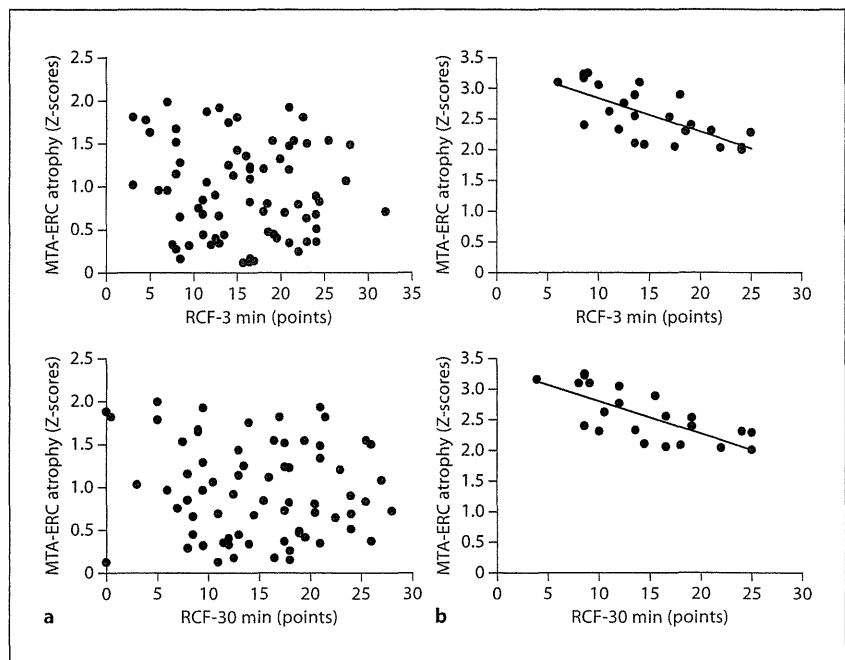 MTA-ERC atrophy (Z-scores)
2.5
2.0
1.5
1.0
0.5
0
0 5 10 15 20 25 30 35
RCF-3 min (points)
MTA-ERC atrophy (Z-scores)
3.5
3.0
2.5
2.0
1.5
1.0
0.5
0
0 5 10 15 20 25 30
RCF-3 min (points)
MTA-ERC atrophy (Z-scores)
2.5
2.0
1.5
1.0
0.5
0
0 5 10 15 20 25 30
a RCF-30 min (points)
MTA-ERC atrophy (Z-scores)
3.5
3.0
2.5
2.0
1.5
1.0
0.5
0
0 5 10 15 20 25 30
b RCF-30 min (points)